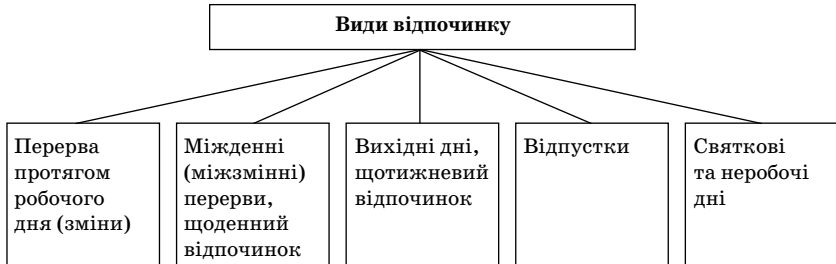 Види відпочинку
Перерва
протягом
робочого
дня (зміни)
Міжденні
(міжзмінні)
перерви,
щоденний
відпочинок
Вихідні дні,
щотижневий
відпочинок
Відпустки
Святкові
та неробочі
дні